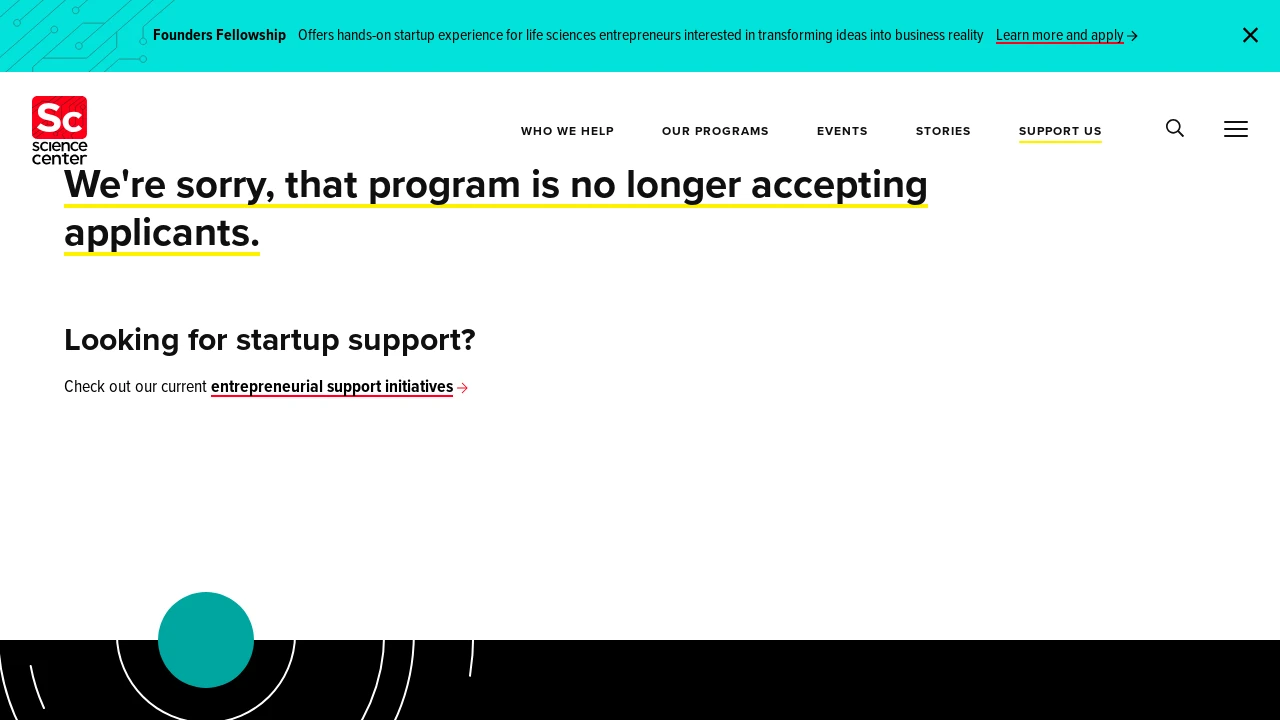 Founders Fellowship Offers hands-on startup experience for life sciences entrepreneurs interested in transforming ideas into business reality Learn more and apply
Sc
science
center
WHO WE HELP OUR PROGRAMS EVENTS STORIES SUPPORT US
We're sorry, that program is no longer accepting
applicants.
Looking for startup support?
Check out our current entrepreneurial support initiatives